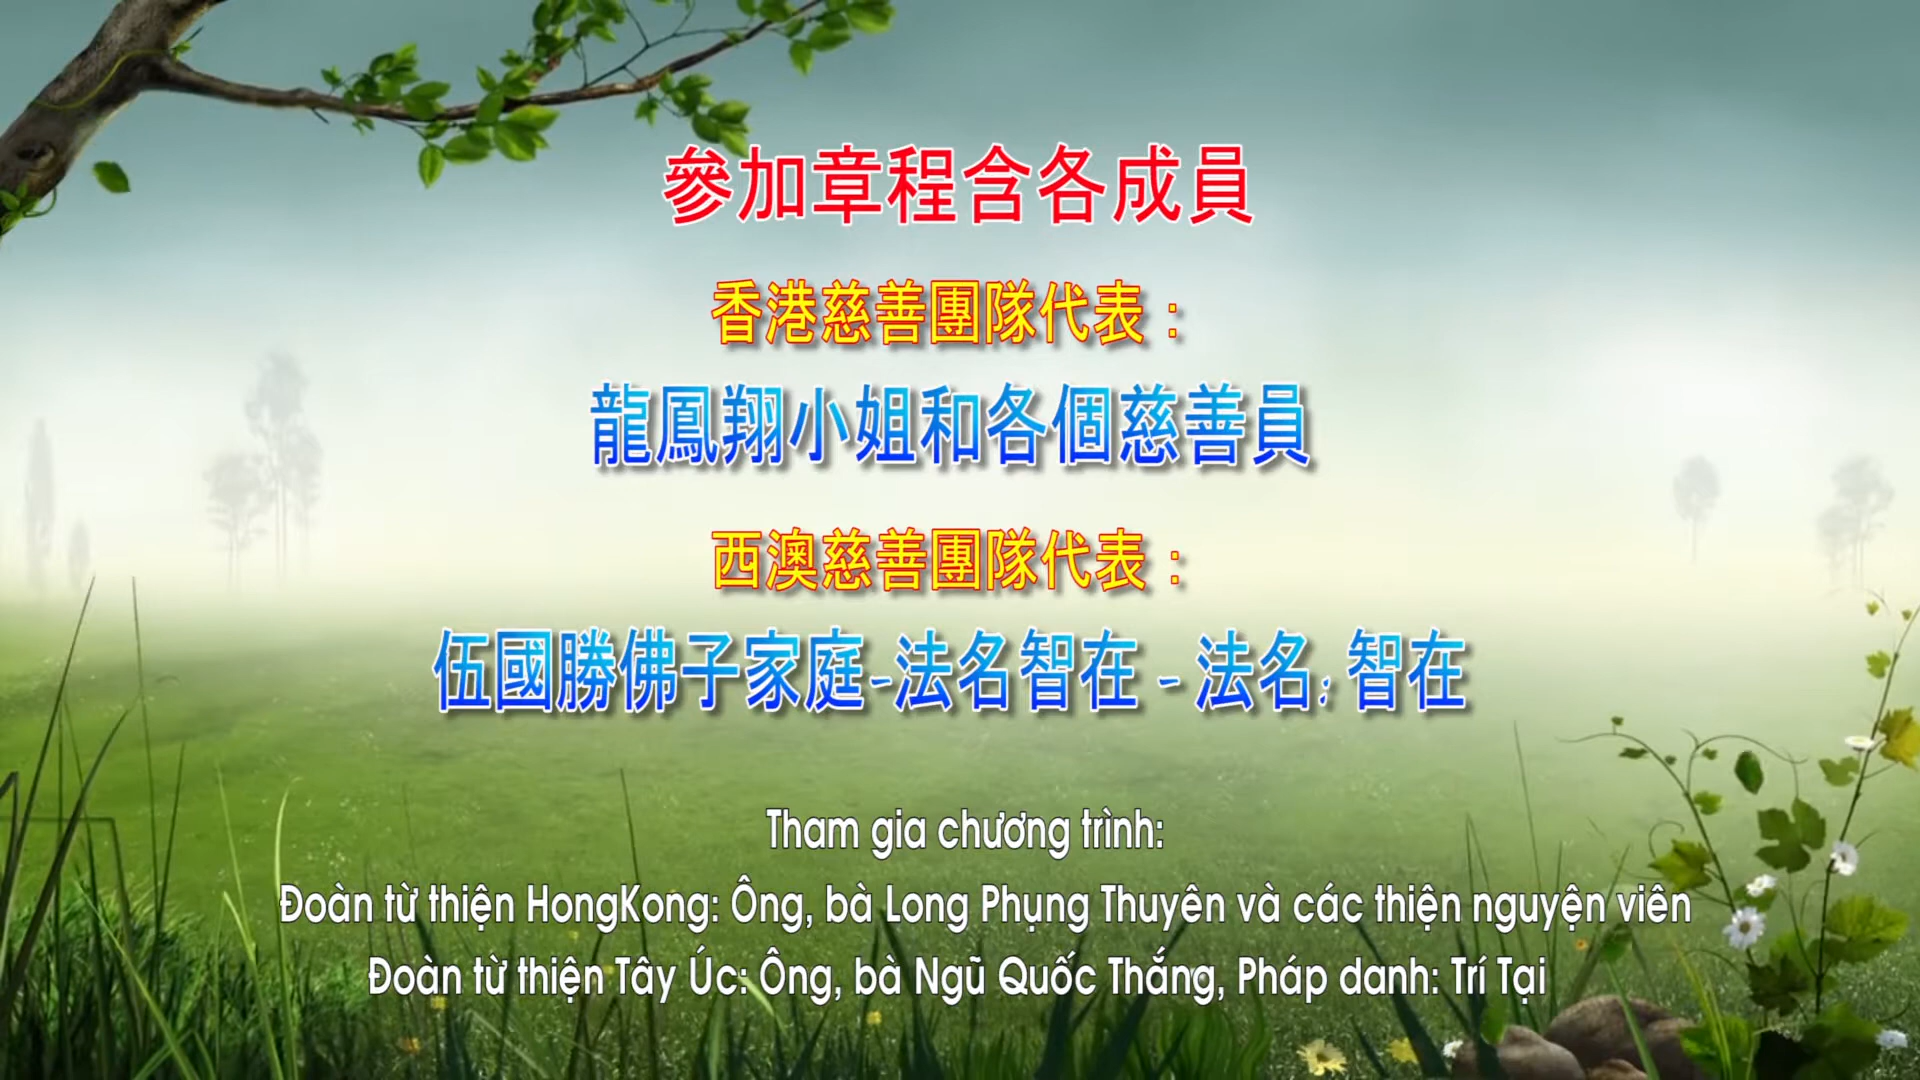 參加章程含各成員
香港慈善團隊代表：
龍鳳翔小姐和各個慈善員
西澳慈善團隊代表：
伍國勝佛子家庭-法名智在 - 法名: 智在
Tham gia chương trình:
Đoàn từ thiện HongKong: Ông, bà Long Phụng Thuyên và các thiện nguyện viên
Đoàn từ thiện Tây Úc: Ông, bà Ngũ Quốc Thắng, Pháp danh: Trí Tại